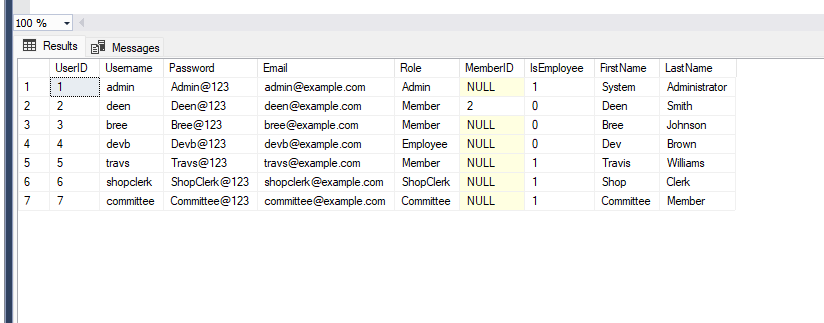 100 %
Results Messages
UserID Username Password Email Role MemberID IsEmployee FirstName LastName
1 1 admin Admin@123 admin@example.com Admin NULL 1 System Administrator
2 2 deen Deen@123 deen@example.com Member 2 0 Deen Smith
3 3 bree Bree@123 bree@example.com Member NULL 0 Bree Johnson
4 4 devb Devb@123 devb@example.com Employee NULL 0 Dev Brown
5 5 travs Travs@123 travs@example.com Member NULL 1 Travis Williams
6 6 shopclerk ShopClerk@123 shopclerk@example.com ShopClerk NULL 1 Shop Clerk
7 7 committee Committee@123 committee@example.com Committee NULL 1 Committee Member